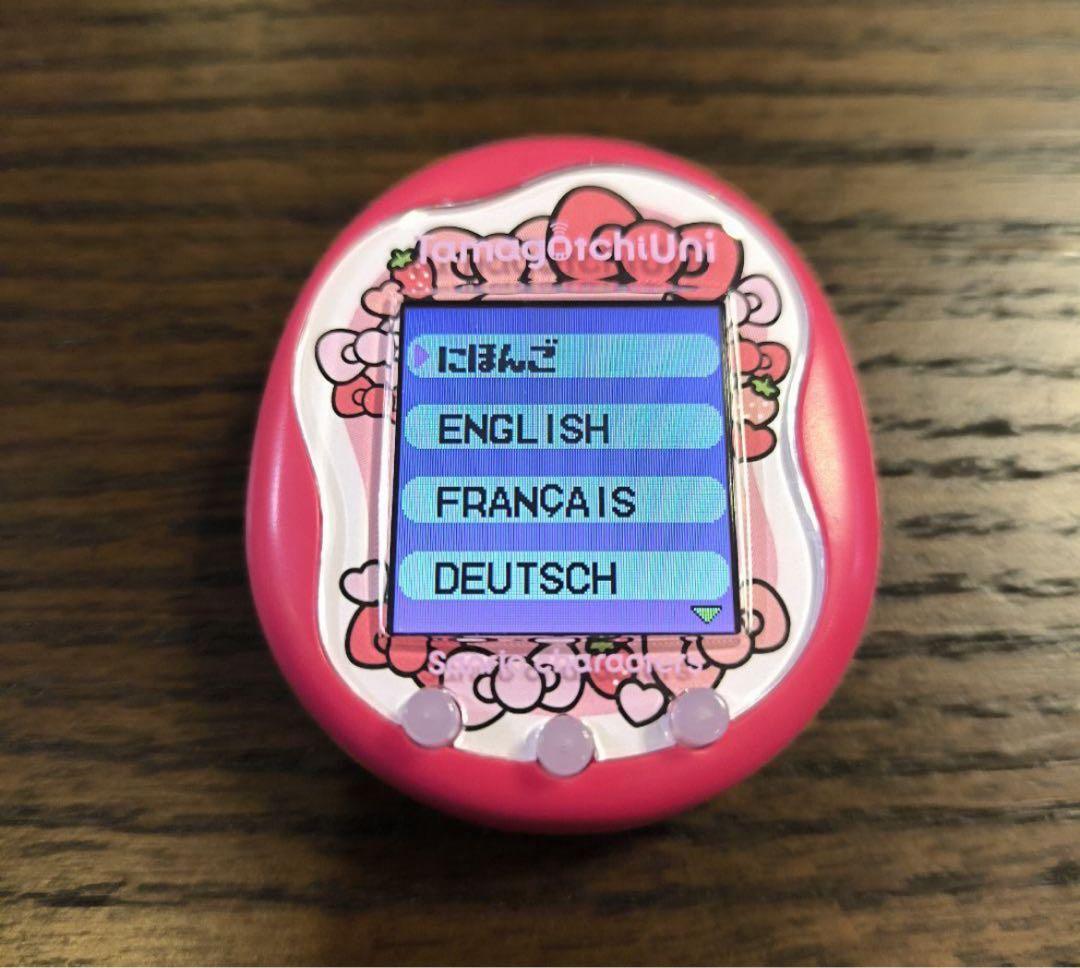 TamagotchiUni
にほんご
ENGLISH
FRANÇAIS
DEUTSCH
Sanrio characters